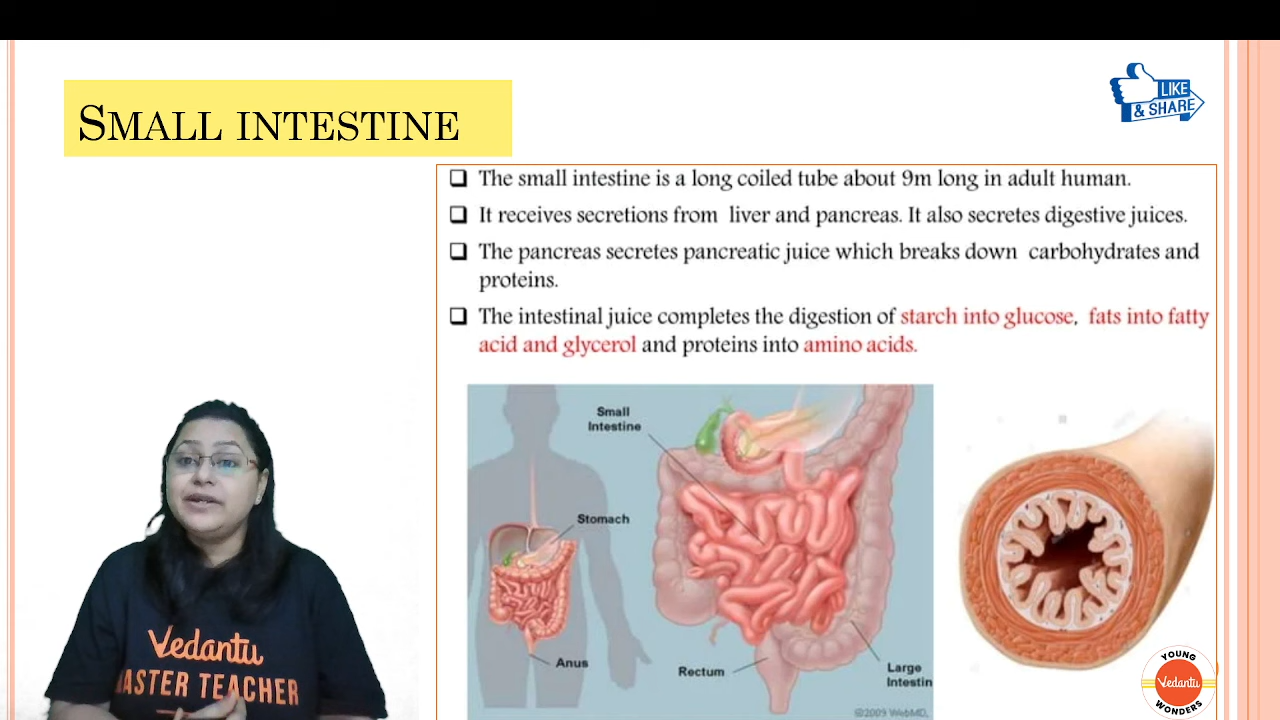 SMALL INTESTINE
LIKE
& SHARE
The small intestine is a long coiled tube about 9m long in adult human.
It receives secretions from liver and pancreas. It also secretes digestive juices.
The pancreas secretes pancreatic juice which breaks down carbohydrates and
proteins.
The intestinal juice completes the digestion of starch into glucose, fats into fatty
acid and glycerol and proteins into amino acids.
Small
Intestine
Stomach
Anus
Rectum
Large
Intestin
©2009 WebMD,
Vedantu
MASTER TEACHER
YOUNG
Vedantu
WONDERS